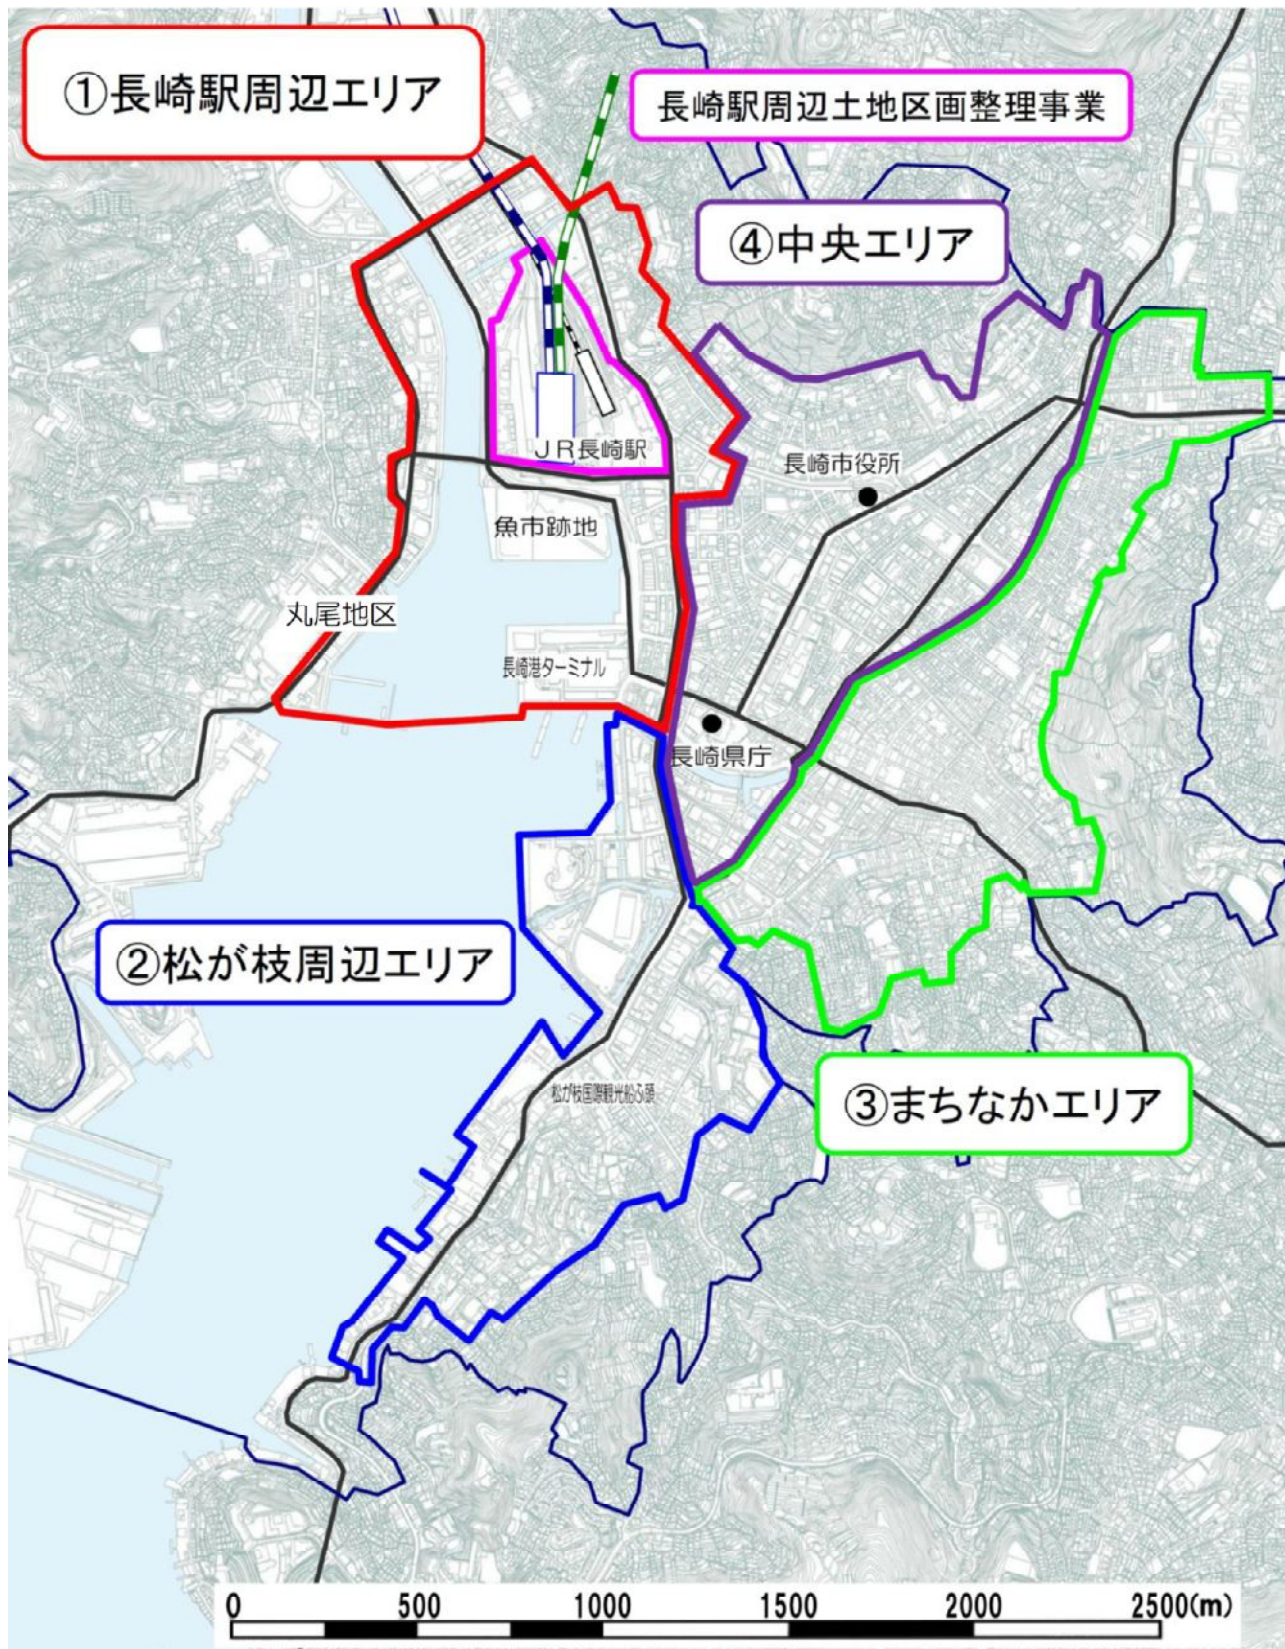 ①長崎駅周辺エリア
長崎駅周辺土地区画整理事業
④中央エリア
JR長崎駅
長崎市役所
魚市跡地
丸尾地区
長崎港ターミナル
長崎県庁
②松が枝周辺エリア
松が枝国際観光船ふ頭
③まちなかエリア
0 500 1000 1500 2000 2500(m)